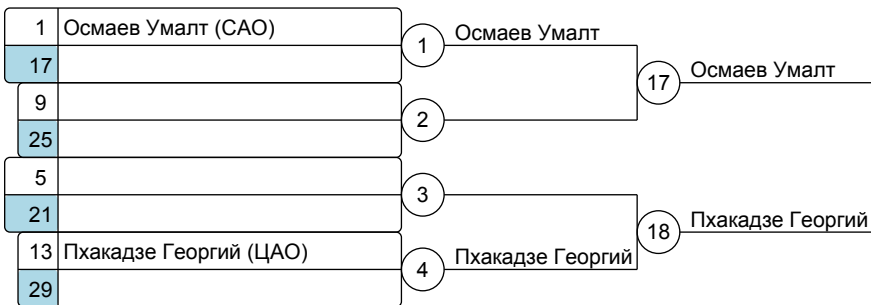 1 Осмаев Умалт (САО)
17
9
25
5
21
13 Пхакадзе Георгий (ЦАО)
29
1 Осмаев Умалт
2
3
4 Пхакадзе Георгий
17 Осмаев Умалт
18 Пхакадзе Георгий